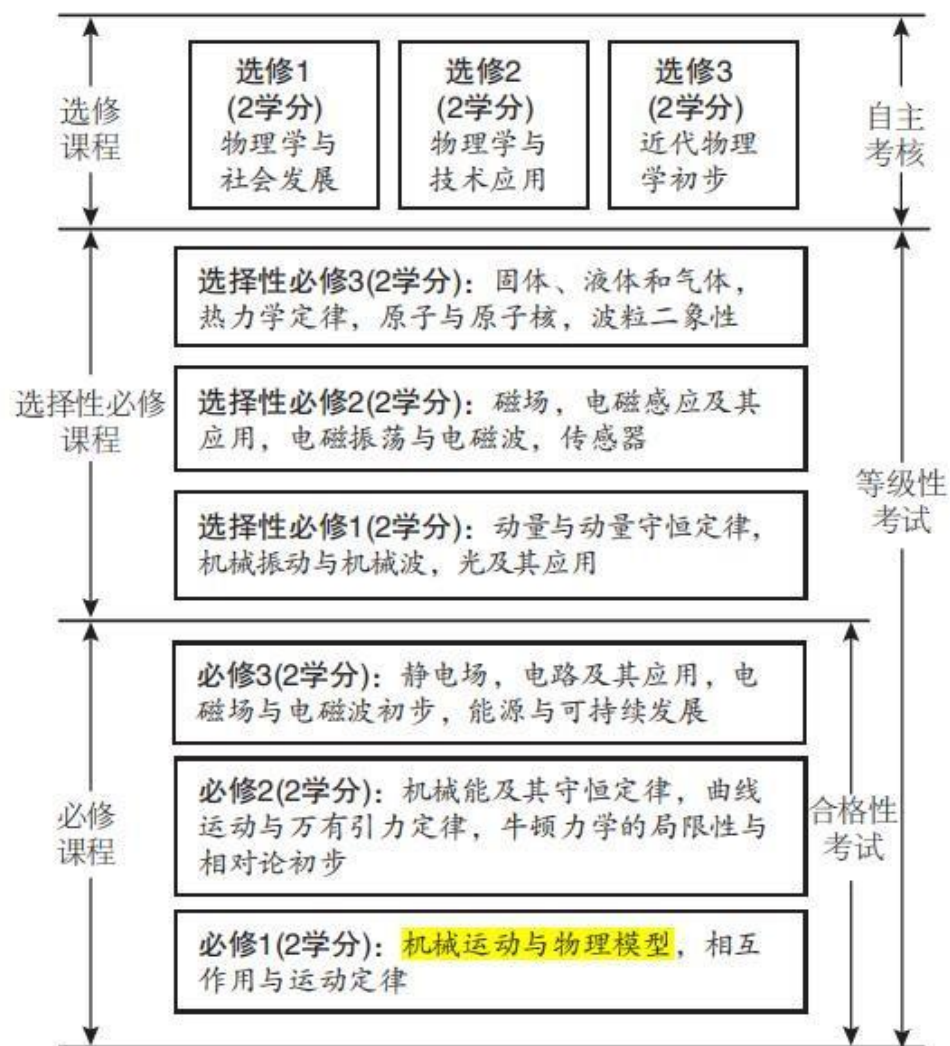 选修
课程
选修1
(2学分)
物理学与
社会发展
选修2
(2学分)
物理学与
技术应用
选修3
(2学分)
近代物理
学初步
自主
考核
选择性必修
课程
选择性必修3(2学分)：固体、液体和气体，
热力学定律，原子与原子核，波粒二象性
选择性必修2(2学分)：磁场，电磁感应及其
应用，电磁振荡与电磁波，传感器
选择性必修1(2学分)：动量与动量守恒定律，
机械振动与机械波，光及其应用
等级性
考试
必修
课程
必修3(2学分)：静电场，电路及其应用，电
磁场与电磁波初步，能源与可持续发展
必修2(2学分)：机械能及其守恒定律，曲线
运动与万有引力定律，牛顿力学的局限性与
相对论初步
必修1(2学分)：机械运动与物理模型，相互
作用与运动定律
合格性
考试